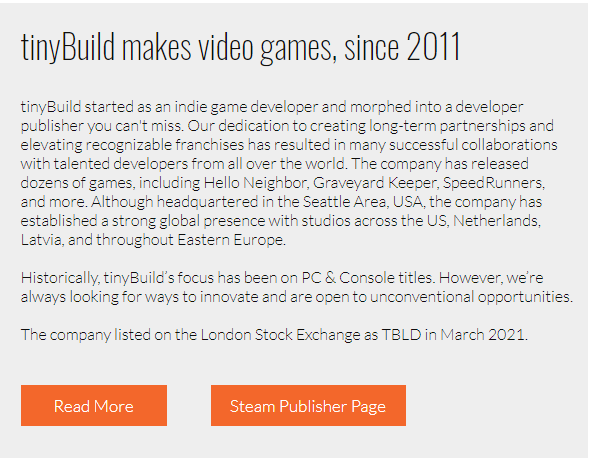 tinyBuild makes video games, since 2011
tinyBuild started as an indie game developer and morphed into a developer
publisher you can't miss. Our dedication to creating long-term partnerships and
elevating recognizable franchises has resulted in many successful collaborations
with talented developers from all over the world. The company has released
dozens of games, including Hello Neighbor, Graveyard Keeper, SpeedRunners,
and more. Although headquartered in the Seattle Area, USA, the company has
established a strong global presence with studios across the US, Netherlands,
Latvia, and throughout Eastern Europe.
Historically, tinyBuild’s focus has been on PC & Console titles. However, we’re
always looking for ways to innovate and are open to unconventional opportunities.
The company listed on the London Stock Exchange as TBLD in March 2021.
Read More
Steam Publisher Page